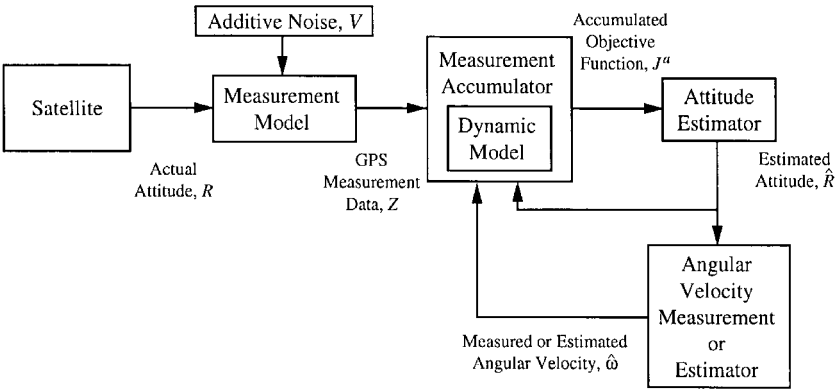 Additive Noise, V
Satellite
Measurement
Model
Measurement
Accumulator
Dynamic
Model
Accumulated
Objective
Function, Jᵃ
Attitude
Estimator
Actual
Attitude, R
GPS
Measurement
Data, Z
Estimated
Attitude, R̂
Angular
Velocity
Measurement
or
Estimator
Measured or Estimated
Angular Velocity, ω̂